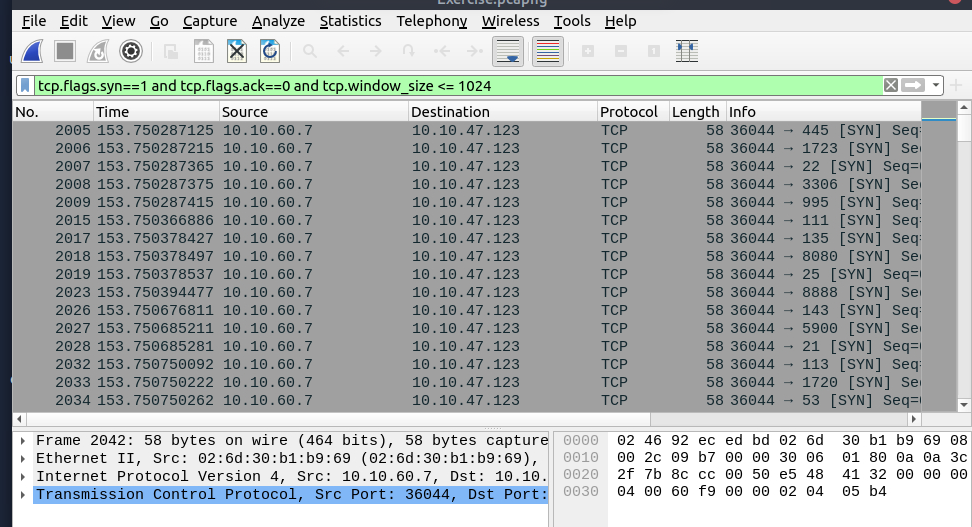 Exercise.pcapng
File Edit View Go Capture Analyze Statistics Telephony Wireless Tools Help
tcp.flags.syn==1 and tcp.flags.ack==0 and tcp.window_size <= 1024
No. Time Source Destination Protocol Length Info
2005 153.750287125 10.10.60.7 10.10.47.123 TCP 58 36044 → 445 [SYN] Seq=
2006 153.750287215 10.10.60.7 10.10.47.123 TCP 58 36044 → 1723 [SYN] Se
2007 153.750287365 10.10.60.7 10.10.47.123 TCP 58 36044 → 22 [SYN] Seq=0
2008 153.750287375 10.10.60.7 10.10.47.123 TCP 58 36044 → 3306 [SYN] Se
2009 153.750287415 10.10.60.7 10.10.47.123 TCP 58 36044 → 995 [SYN] Seq=
2015 153.750366886 10.10.60.7 10.10.47.123 TCP 58 36044 → 111 [SYN] Seq=
2017 153.750378427 10.10.60.7 10.10.47.123 TCP 58 36044 → 135 [SYN] Seq=
2018 153.750378497 10.10.60.7 10.10.47.123 TCP 58 36044 → 8080 [SYN] Se
2019 153.750378537 10.10.60.7 10.10.47.123 TCP 58 36044 → 25 [SYN] Seq=0
2023 153.750394477 10.10.60.7 10.10.47.123 TCP 58 36044 → 8888 [SYN] Se
2026 153.750676811 10.10.60.7 10.10.47.123 TCP 58 36044 → 143 [SYN] Seq=
2027 153.750685211 10.10.60.7 10.10.47.123 TCP 58 36044 → 5900 [SYN] Se
2028 153.750685281 10.10.60.7 10.10.47.123 TCP 58 36044 → 21 [SYN] Seq=0
2032 153.750750092 10.10.60.7 10.10.47.123 TCP 58 36044 → 113 [SYN] Seq=
2033 153.750750222 10.10.60.7 10.10.47.123 TCP 58 36044 → 1720 [SYN] Se
2034 153.750750262 10.10.60.7 10.10.47.123 TCP 58 36044 → 53 [SYN] Seq=0
Frame 2042: 58 bytes on wire (464 bits), 58 bytes capture
Ethernet II, Src: 02:6d:30:b1:b9:69 (02:6d:30:b1:b9:69),
Internet Protocol Version 4, Src: 10.10.60.7, Dst: 10.10.
Transmission Control Protocol, Src Port: 36044, Dst Port:
0000 02 46 92 ec ed bd 02 6d 30 b1 b9 69 08
0010 00 2c 09 b7 00 00 30 06 01 80 0a 0a 3c
0020 2f 7b 8c cc 00 50 e5 48 41 32 00 00 00
0030 04 00 60 f9 00 00 02 04 05 b4